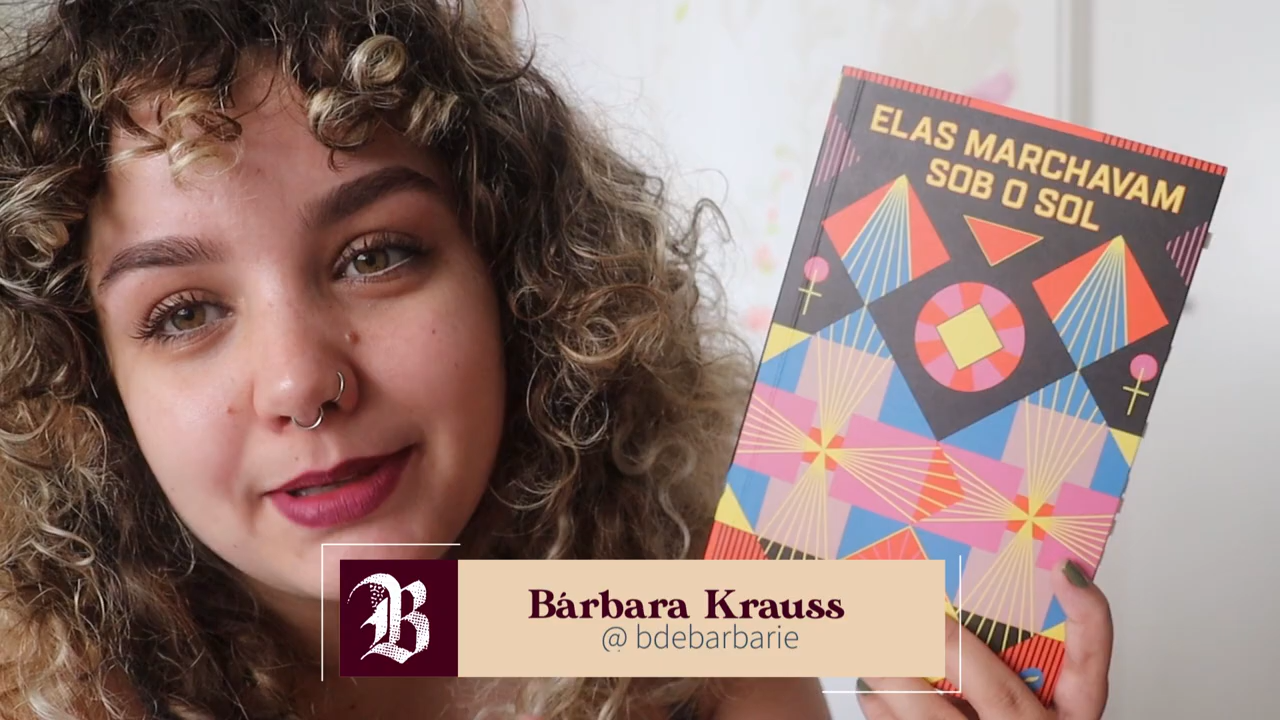 ELAS MARCHAVAM
SOB O SOL
B
Bárbara Krauss
@ bdebarbarie